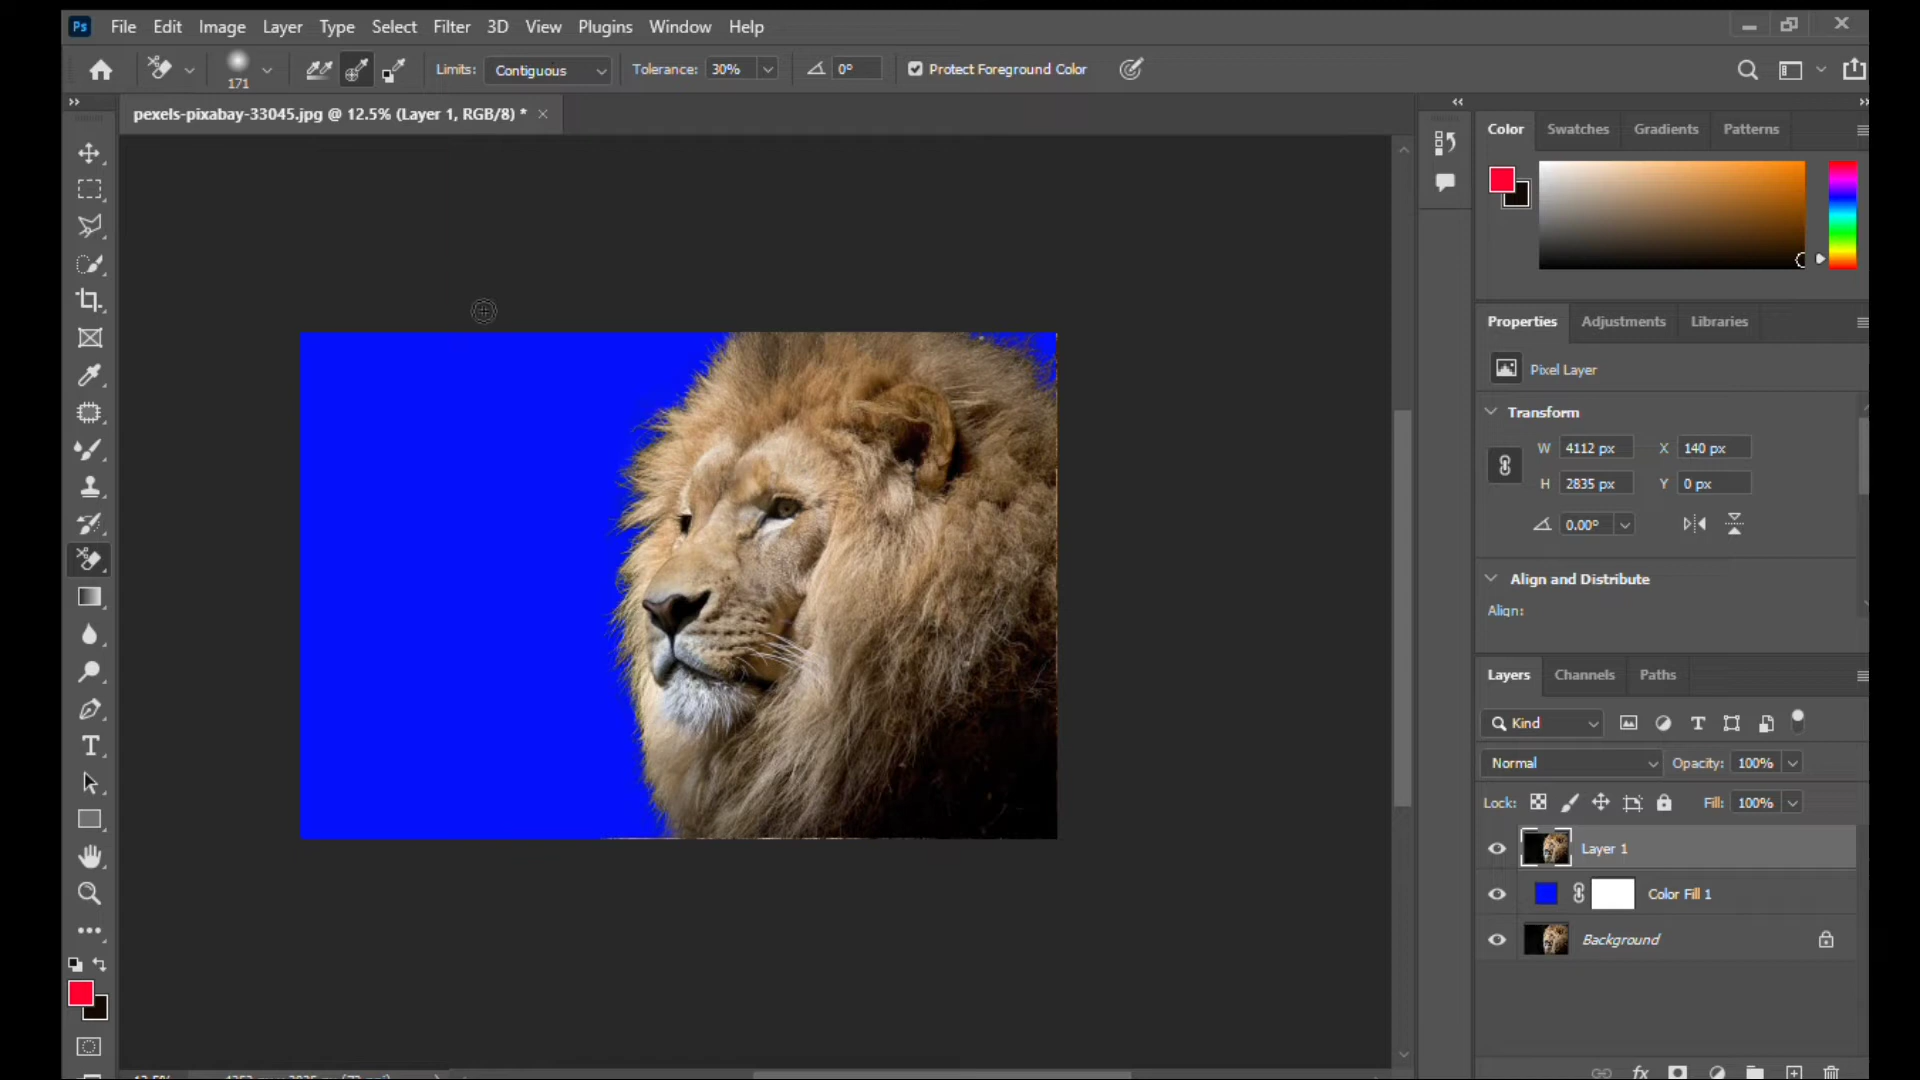 Ps File Edit Image Layer Type Select Filter 3D View Plugins Window Help
171 Limits: Contiguous Tolerance: 30% 0° Protect Foreground Color
pexels-pixabay-33045.jpg @ 12.5% (Layer 1, RGB/8) * ×
Color Swatches Gradients Patterns
Properties Adjustments Libraries
Pixel Layer
Transform
W 4112 px X 140 px
H 2835 px Y 0 px
0.00°
Align and Distribute
Align:
Layers Channels Paths
Kind
Normal Opacity: 100%
Lock: Fill: 100%
Layer 1
Color Fill 1
Background
fx